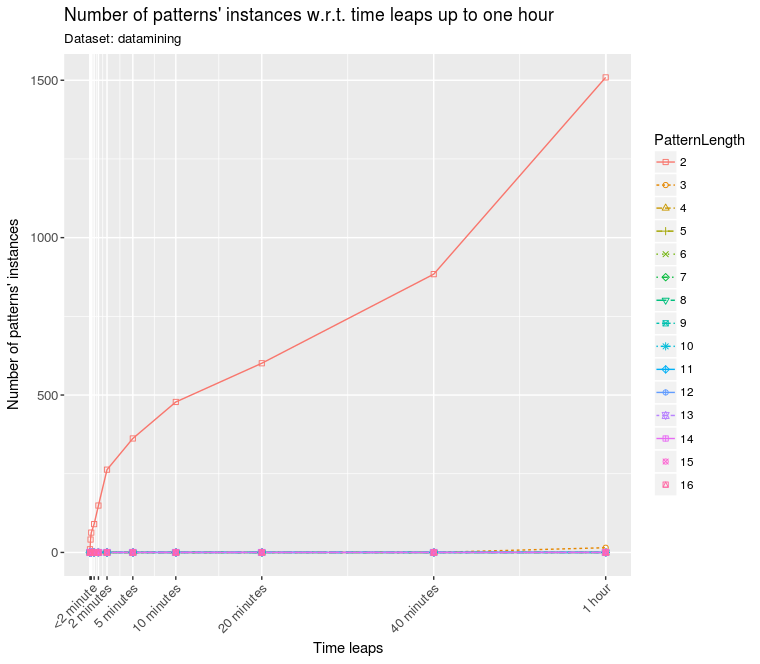 Number of patterns' instances w.r.t. time leaps up to one hour
Dataset: datamining
Number of patterns' instances
1500
1000
500
0
<2 minute
2 minutes
5 minutes
10 minutes
20 minutes
40 minutes
1 hour
Time leaps
PatternLength
2
3
4
5
6
7
8
9
10
11
12
13
14
15
16